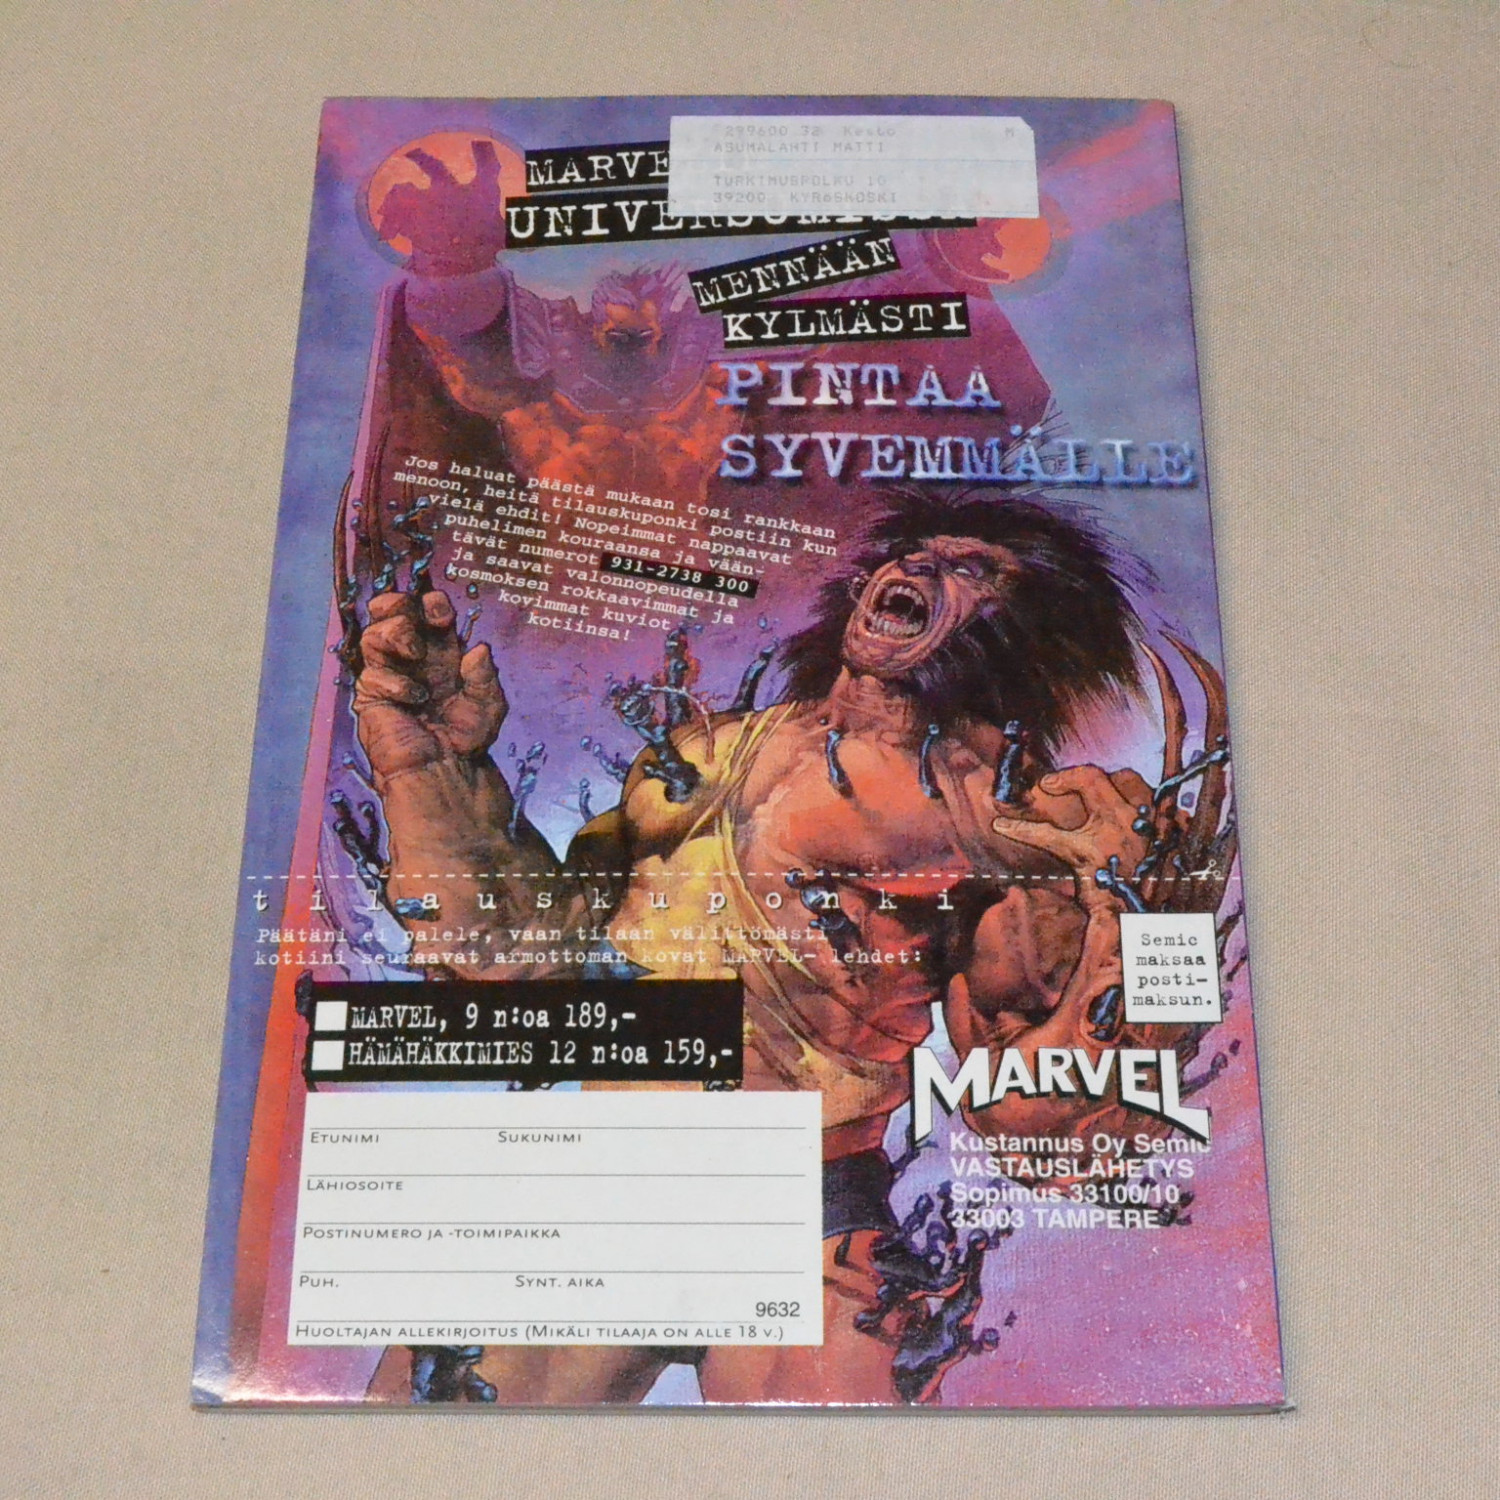 299600 32 Kesto M
ASUMALAHTI MATTI
39200 KYRÖSKOSKI
MARVE
MENNÄÄN
KYLMÄSTI
PINTAA
SYVEMMÄLLE
Jos haluat päästä mukaan tosi rankkaan
menoon, heitä tilauskuponki postiin kun
vielä ehdit! Nopeimmat nappaavat
puhelimen kouraansa ja vään-
tävät numerot 931-2738 300
ja saavat valonnopeudella
kosmoksen rokkaavimmat ja
kovimmat kuviot
kotiinsa!
tilauskuponki
Päätäni ei palele, vaan tilaan välittömästi
kotiini seuraavat armottoman kovat MARVEL- lehdet:
MARVEL, 9 n:oa 189,-
HÄMÄHÄKKIMIES 12 n:oa 159,-
Semic
maksaa
posti-
maksun.
MARVEL
Kustannus Oy Semic
VASTAUSLÄHETYS
Sopimus 33100/10
33003 TAMPERE
ETUNIMI SUKUNIMI
LÄHIOSOITE
POSTINUMERO JA -TOIMIPAIKKA
PUH. SYNT. AIKA
9632
HUOLTAJAN ALLEKIRJOITUS (MIKÄLI TILAAJA ON ALLE 18 V.)